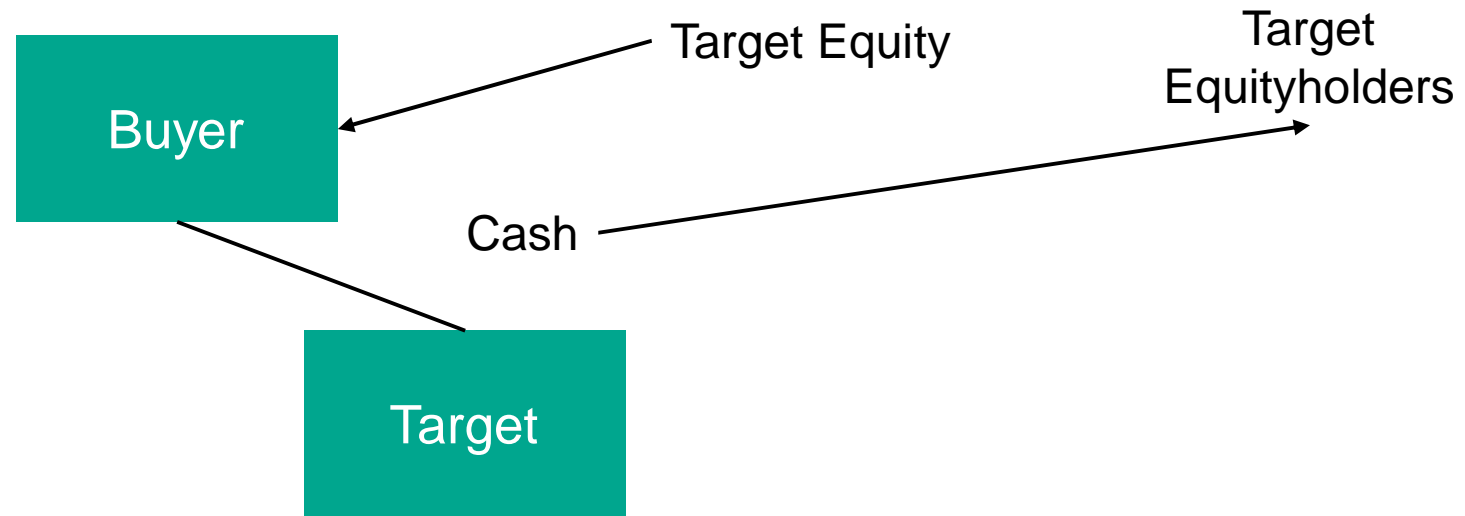 Target Equity
Target
Equityholders
Buyer
Cash
Target